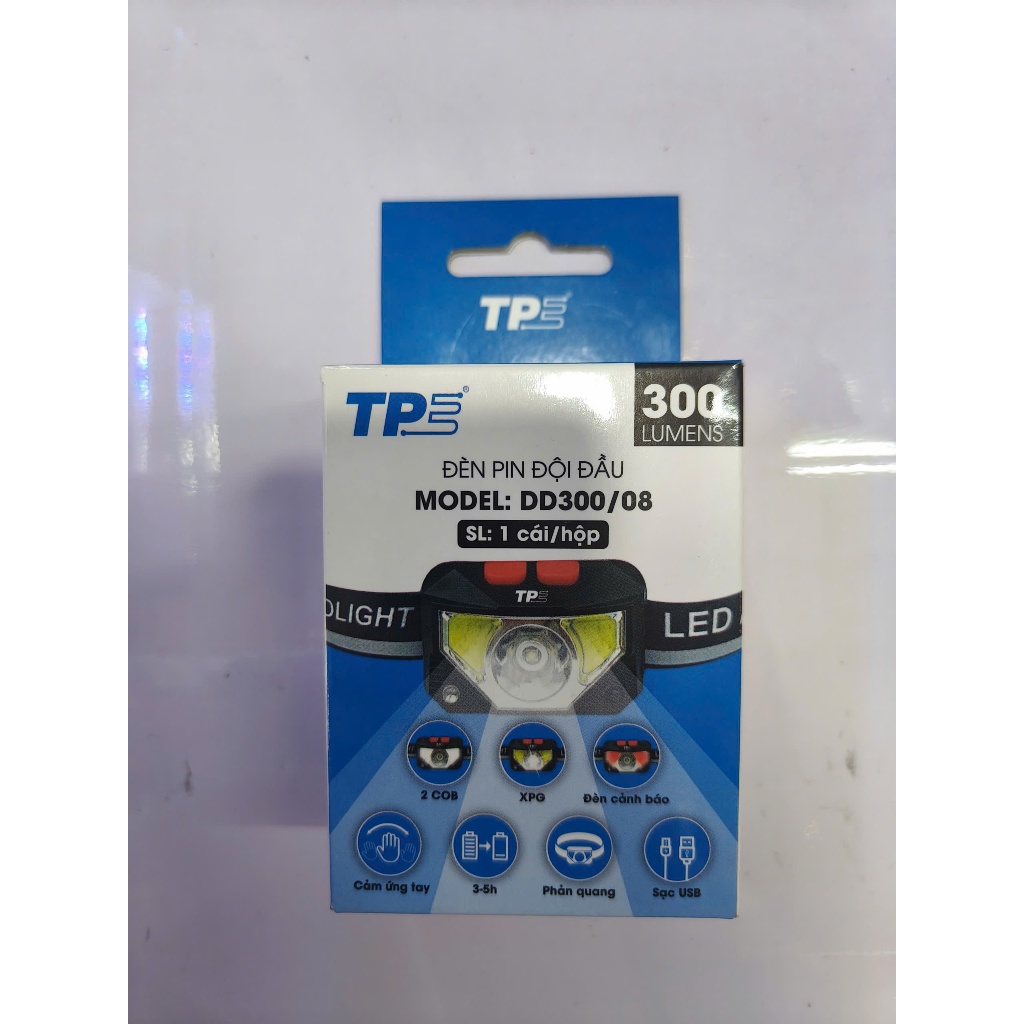 TPE
TPE®
300
LUMENS
ĐÈN PIN ĐỘI ĐẦU
MODEL: DD300/08
SL: 1 cái/hộp
TPE
DLIGHT
LED
2 COB
XPG
Đèn cảnh báo
Cảm ứng tay
3-5h
Phản quang
Sạc USB